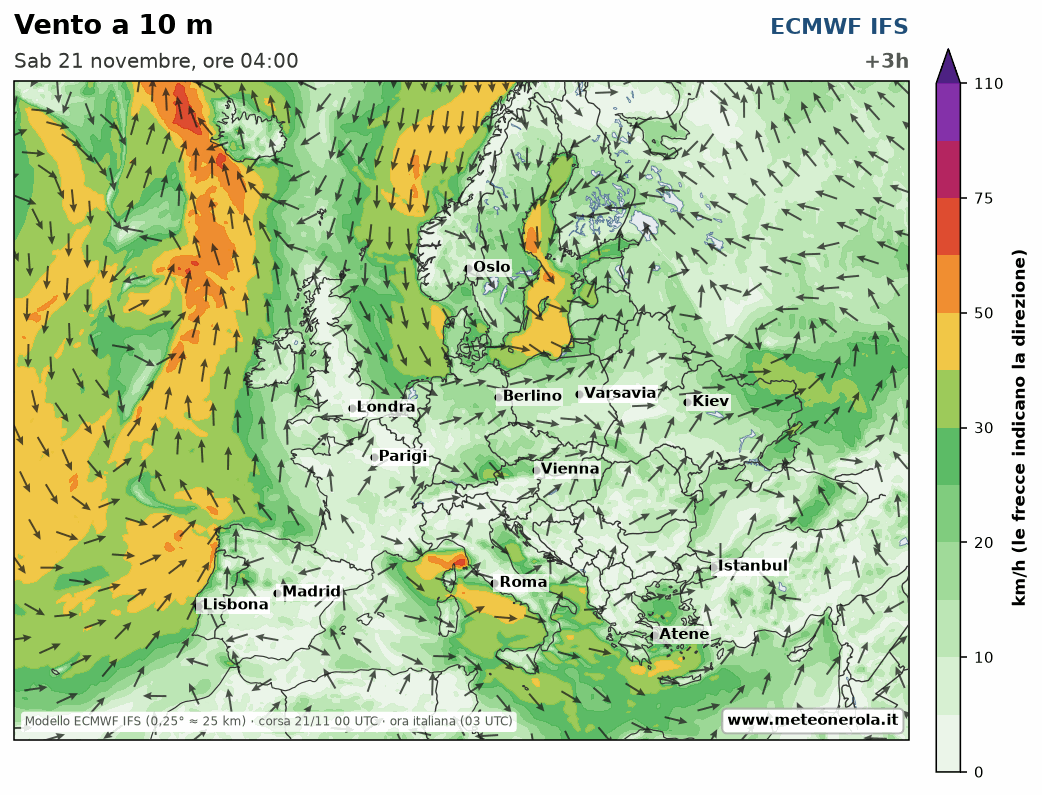 Vento a 10 m
ECMWF IFS
Sab 21 novembre, ore 04:00
+3h
110
75
50
30
20
10
0
km/h (le frecce indicano la direzione)
Oslo
Londra
Berlino
Varsavia
Kiev
Parigi
Vienna
Istanbul
Roma
Madrid
Lisbona
Atene
Modello ECMWF IFS (0,25° ≈ 25 km) · corsa 21/11 00 UTC · ora italiana (03 UTC)
www.meteonerola.it